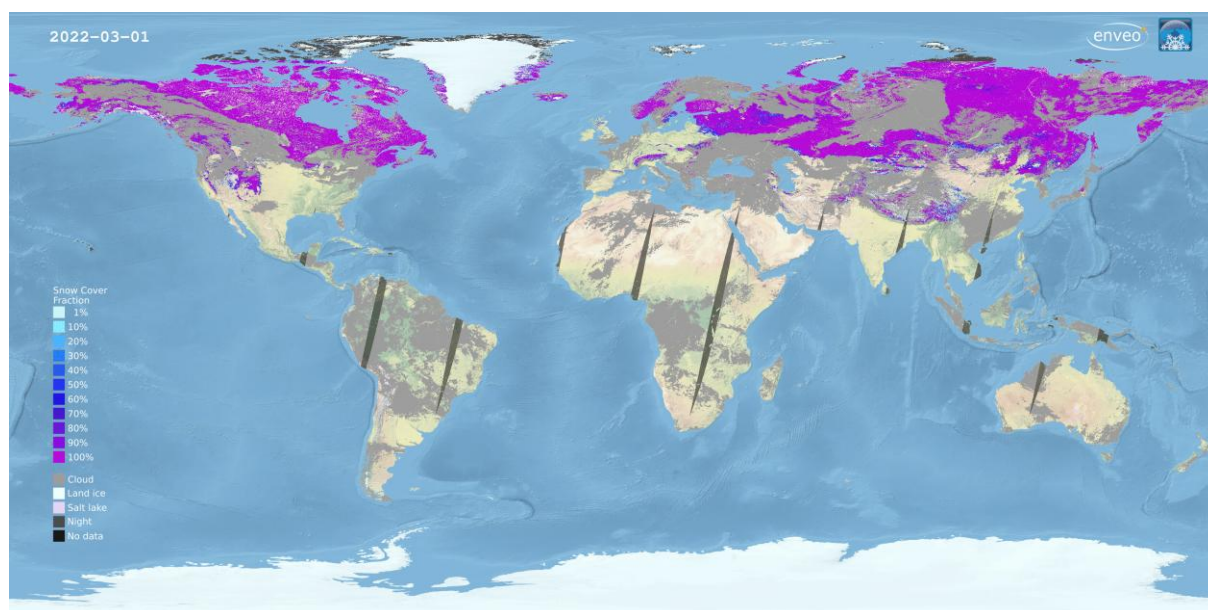 2022-03-01
enveo
Snow Cover
Fraction
1%
10%
20%
30%
40%
50%
60%
70%
80%
90%
100%
Cloud
Land ice
Salt lake
Night
No data